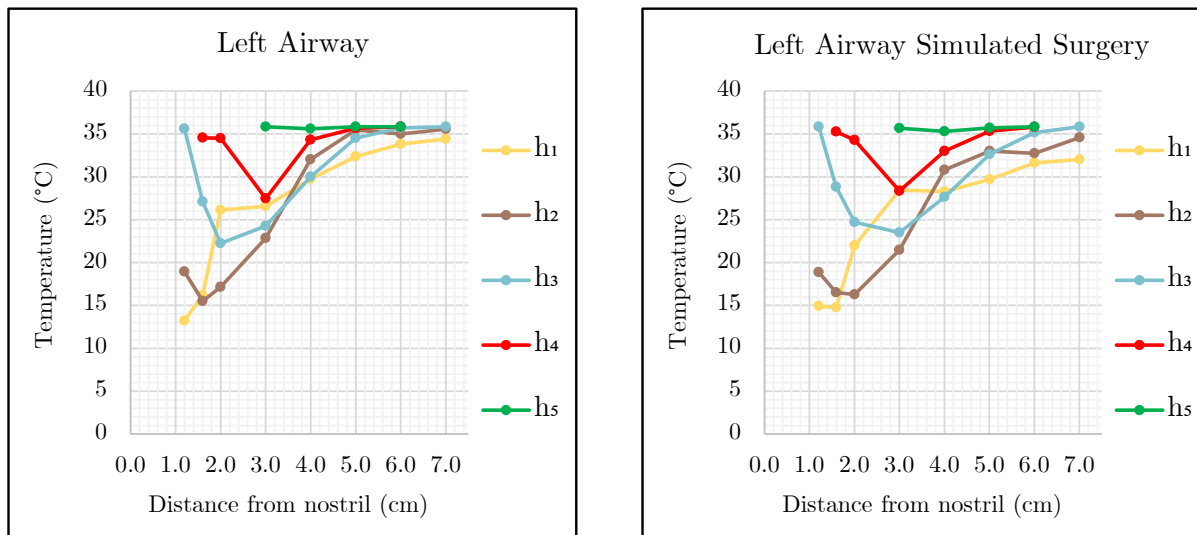 Left Airway
40
35
30
25
20
15
10
5
0
Temperature (°C)
0.0 1.0 2.0 3.0 4.0 5.0 6.0 7.0
Distance from nostril (cm)
h₁
h₂
h₃
h₄
h₅
Left Airway Simulated Surgery
40
35
30
25
20
15
10
5
0
Temperature (°C)
0.0 1.0 2.0 3.0 4.0 5.0 6.0 7.0
Distance from nostril (cm)
h₁
h₂
h₃
h₄
h₅